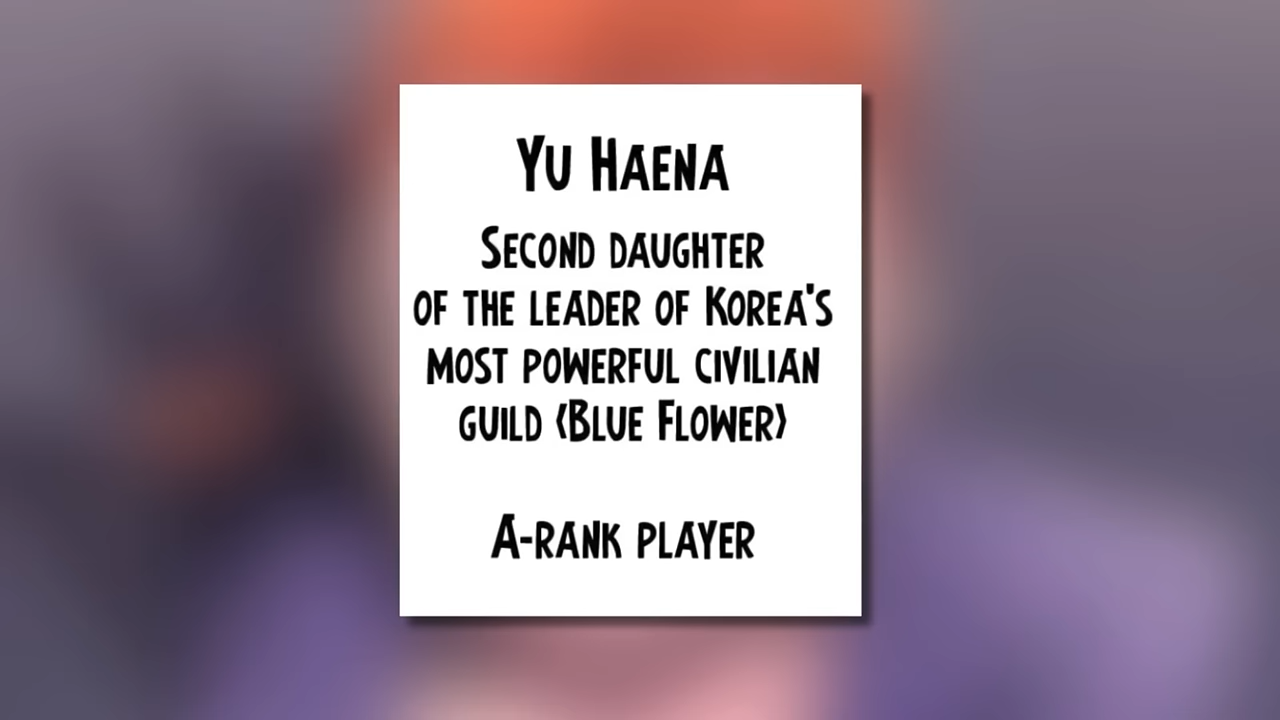 Yu Haena
Second daughter
of the leader of Korea's
most powerful civilian
guild <Blue Flower>
A-rank player